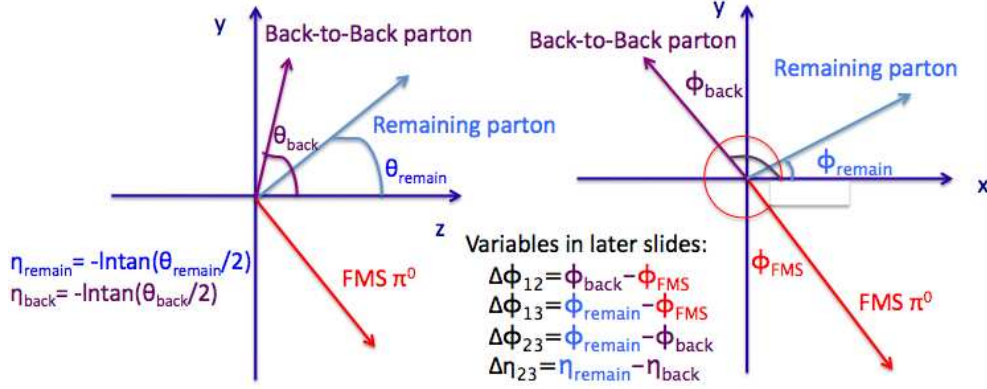 y
Back-to-Back parton
θback
Remaining parton
θremain
z
ηremain= -lntan(θremain/2)
ηback= -lntan(θback/2)
FMS π⁰
y
Back-to-Back parton
ϕback
Remaining parton
ϕremain
x
ϕFMS
FMS π⁰
Variables in later slides:
Δϕ12=ϕback−ϕFMS
Δϕ13=ϕremain−ϕFMS
Δϕ23=ϕremain−ϕback
Δη23=ηremain−ηback